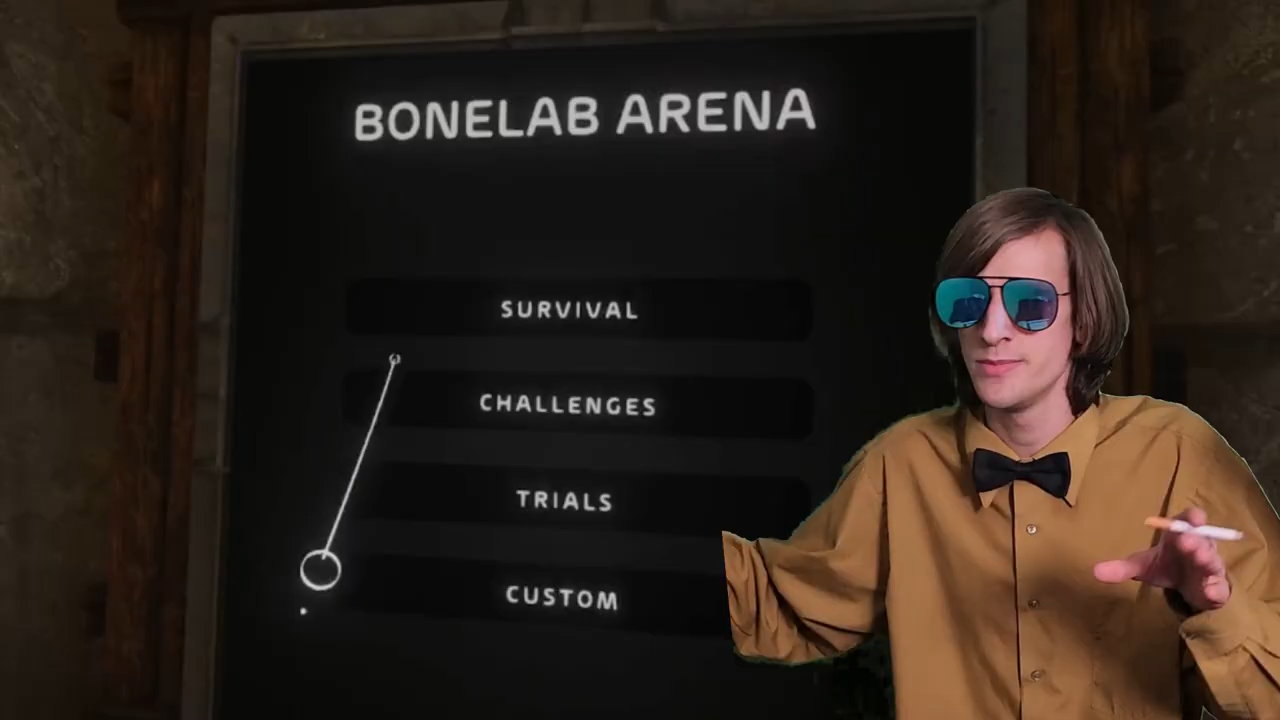 BONELAB ARENA
SURVIVAL
CHALLENGES
TRIALS
CUSTOM